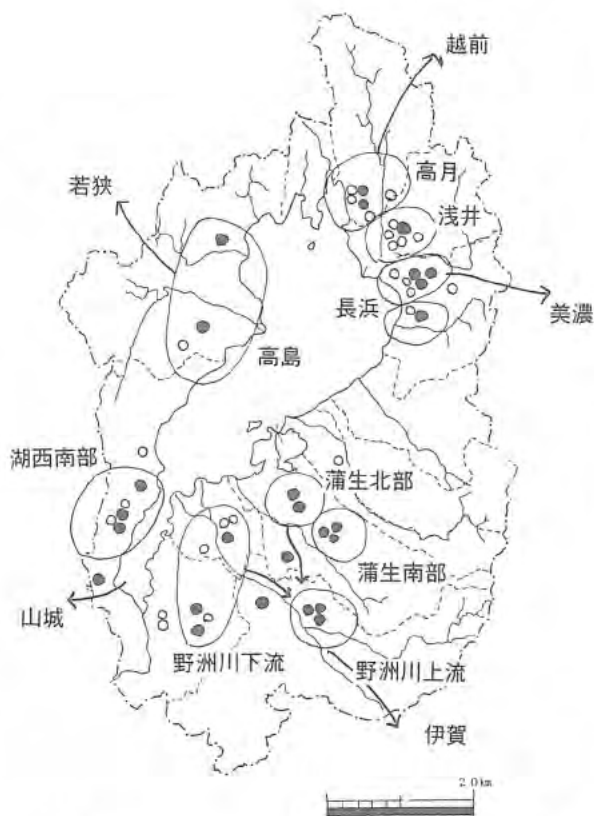 越前
高月
若狭
浅井
長浜
美濃
高島
湖西南部
蒲生北部
蒲生南部
山城
野洲川下流
野洲川上流
伊賀
20km